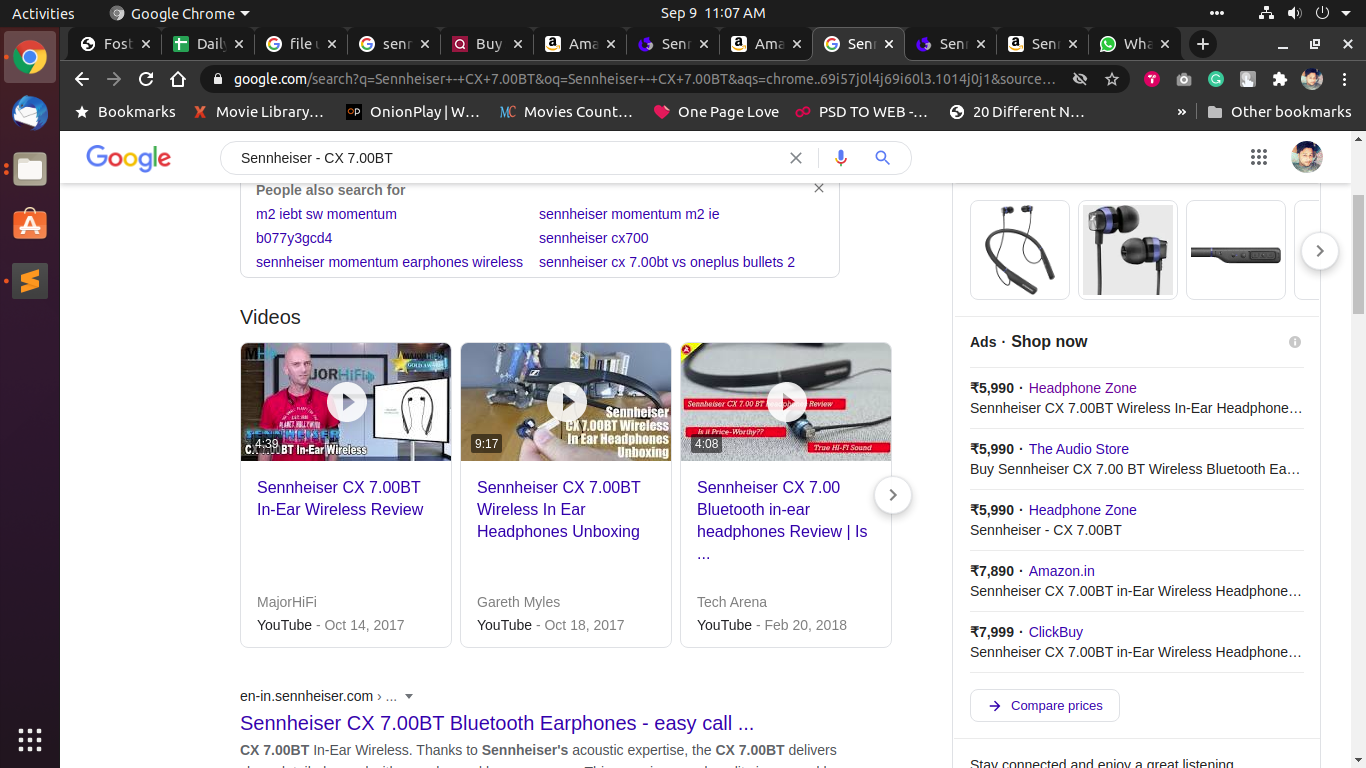 Activities
Google Chrome
Sep 9 11:07 AM
Fost
Daily
file u
senr
Buy
Ama
Senn
Ama
Senn
Senn
Senn
Wha
google.com/search?q=Sennheiser+-+CX+7.00BT&oq=Sennheiser+-+CX+7.00BT&aqs=chrome..69i57j0l4j69i60l3.1014j0j1&source...
Bookmarks
Movie Library...
OnionPlay | W...
Movies Count...
One Page Love
PSD TO WEB -...
20 Different N...
»
Other bookmarks
Google
Sennheiser - CX 7.00BT
People also search for
m2 iebt sw momentum
sennheiser momentum m2 ie
b077y3gcd4
sennheiser cx700
sennheiser momentum earphones wireless
sennheiser cx 7.00bt vs oneplus bullets 2
Videos
MAJORHIFI
GOLD AWARD
SENNHEISER
4:39
CX 7.00BT In-Ear Wireless
Sennheiser CX 7.00BT
In-Ear Wireless Review
MajorHiFi
YouTube - Oct 14, 2017
Sennheiser
CX 7.00BT Wireless
In Ear Headphones
Unboxing
9:17
Sennheiser CX 7.00BT
Wireless In Ear
Headphones Unboxing
Gareth Myles
YouTube - Oct 18, 2017
Sennheiser CX 7.00 BT Headphones Review
Is it Price-Worthy??
4:08
True Hi-Fi Sound
Sennheiser CX 7.00
Bluetooth in-ear
headphones Review | Is
...
Tech Arena
YouTube - Feb 20, 2018
en-in.sennheiser.com › ...
Sennheiser CX 7.00BT Bluetooth Earphones - easy call ...
CX 7.00BT In-Ear Wireless. Thanks to Sennheiser's acoustic expertise, the CX 7.00BT delivers
Ads · Shop now
₹5,990 · Headphone Zone
Sennheiser CX 7.00BT Wireless In-Ear Headphone...
₹5,990 · The Audio Store
Buy Sennheiser CX 7.00 BT Wireless Bluetooth Ea...
₹5,990 · Headphone Zone
Sennheiser - CX 7.00BT
₹7,890 · Amazon.in
Sennheiser CX 7.00BT in-Ear Wireless Headphone...
₹7,999 · ClickBuy
Sennheiser CX 7.00BT in-Ear Wireless Headphone...
Compare prices
Stay connected and enjoy a great listening